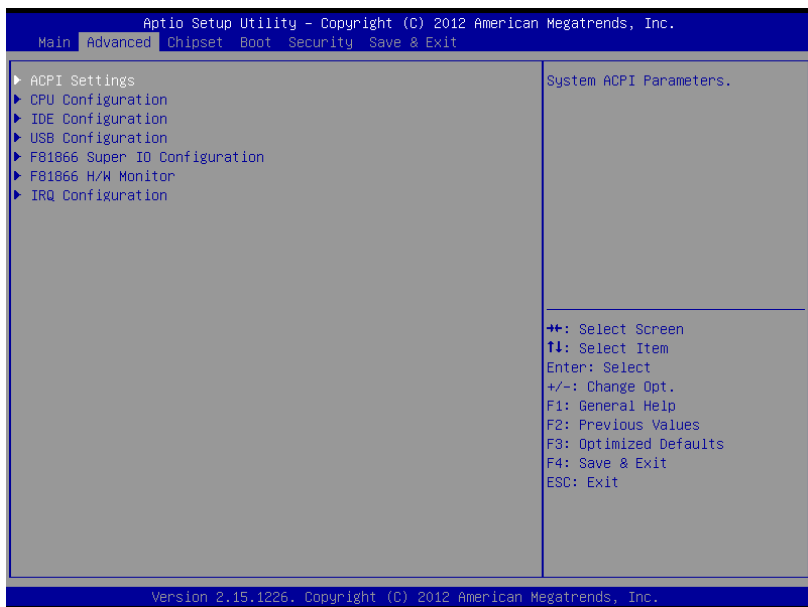 Aptio Setup Utility – Copyright (C) 2012 American Megatrends, Inc.
Main Advanced Chipset Boot Security Save & Exit
ACPI Settings
CPU Configuration
IDE Configuration
USB Configuration
F81866 Super IO Configuration
F81866 H/W Monitor
IRQ Configuration
System ACPI Parameters.
→←: Select Screen
↑↓: Select Item
Enter: Select
+/-: Change Opt.
F1: General Help
F2: Previous Values
F3: Optimized Defaults
F4: Save & Exit
ESC: Exit
Version 2.15.1226. Copyright (C) 2012 American Megatrends, Inc.